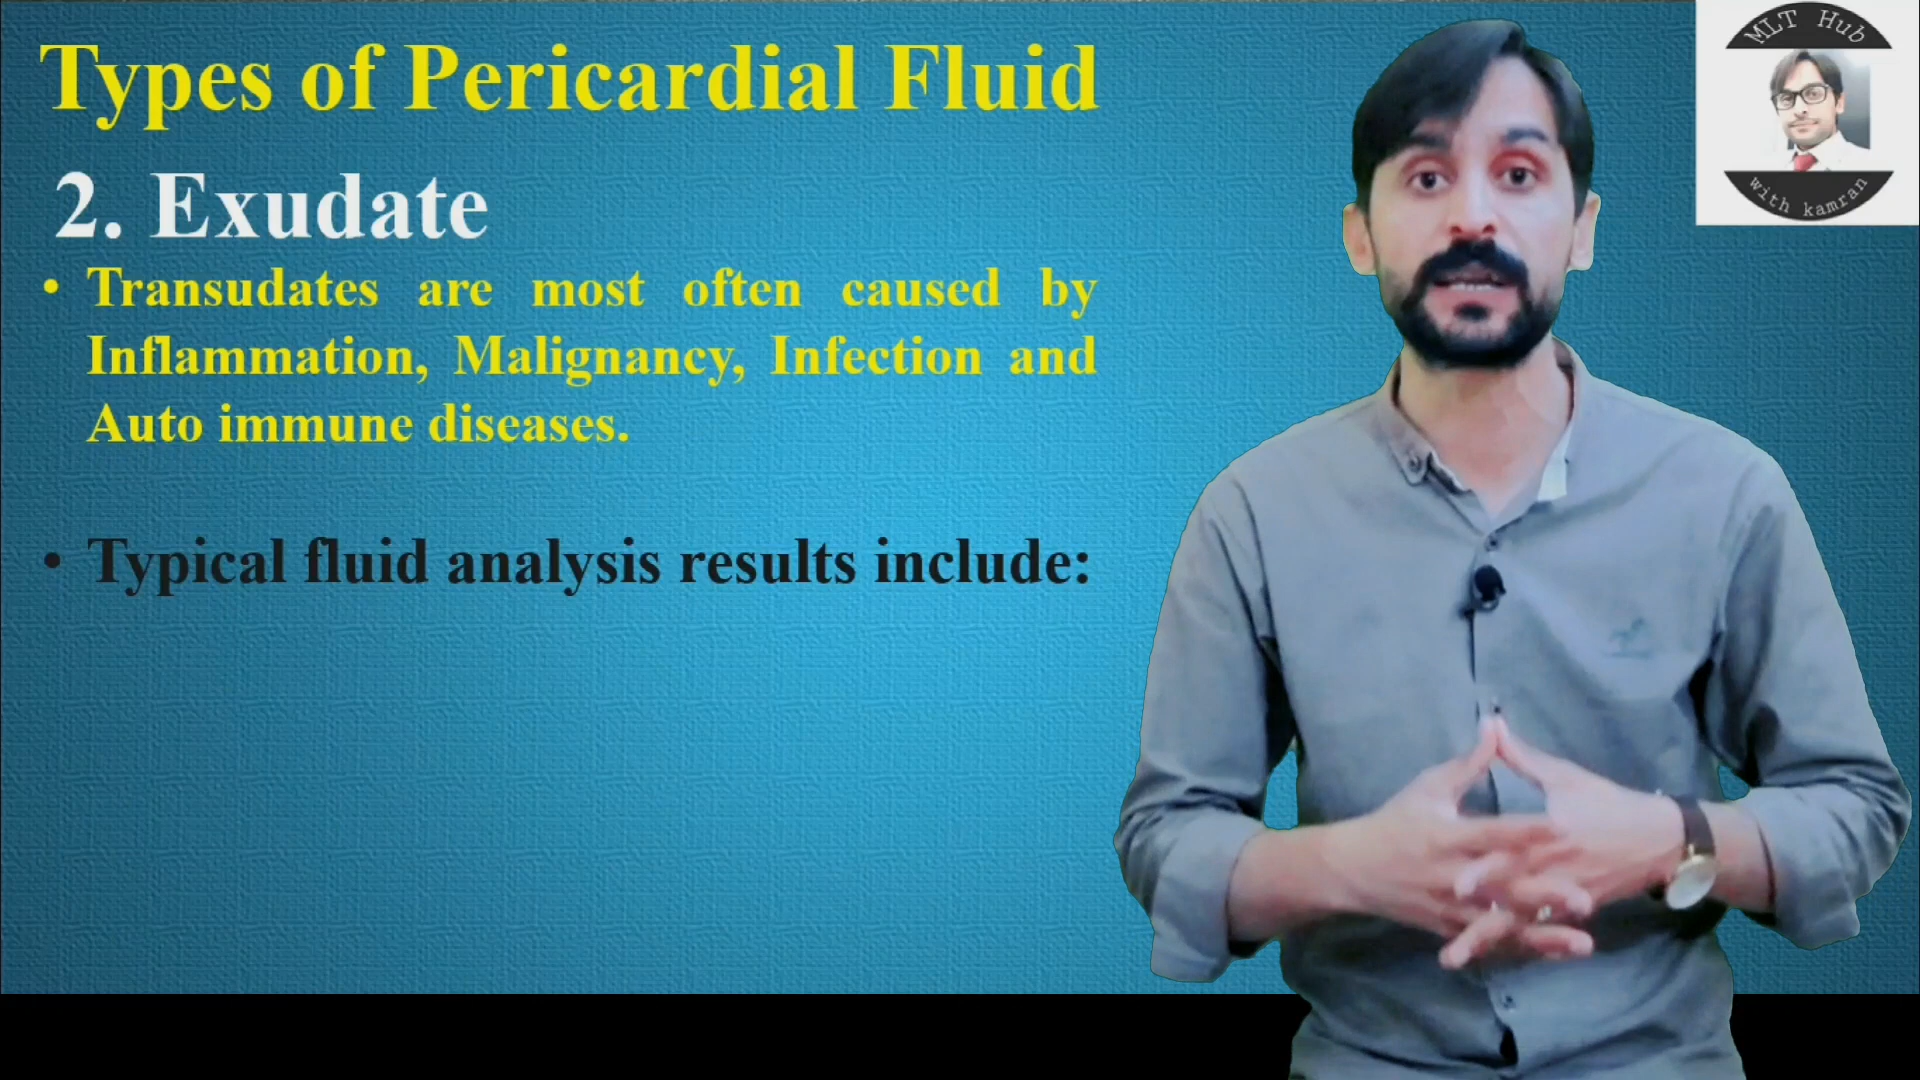 Types of Pericardial Fluid
2. Exudate
• Transudates are most often caused by
Inflammation, Malignancy, Infection and
Auto immune diseases.
• Typical fluid analysis results include:
MLT Hub
with kamran